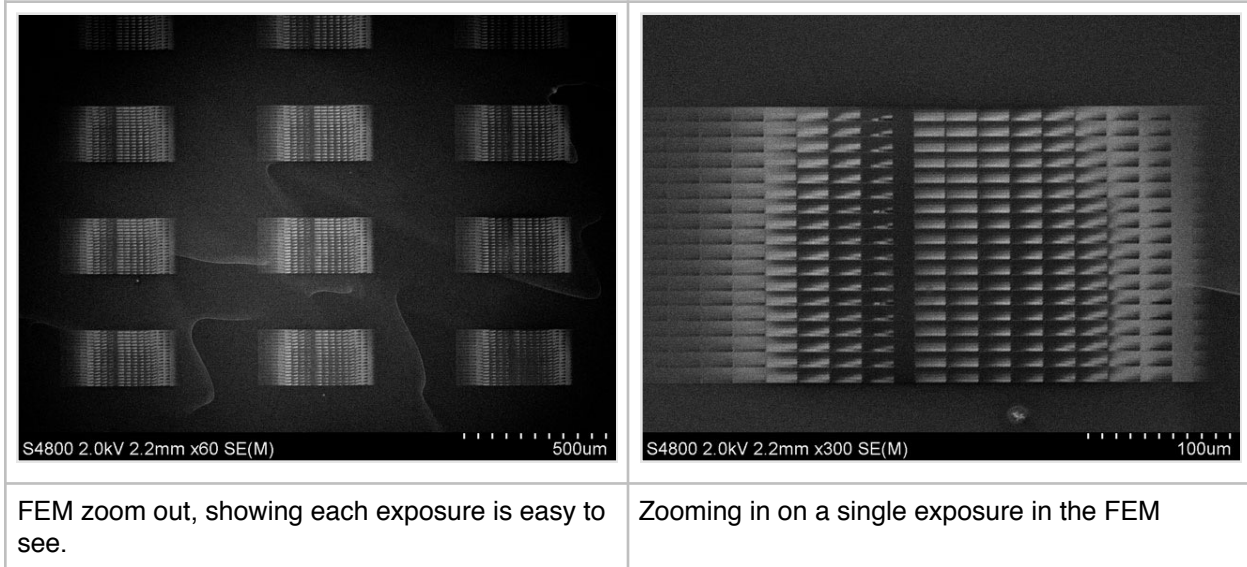 S4800 2.0kV 2.2mm x60 SE(M) 500um
S4800 2.0kV 2.2mm x300 SE(M) 100um
FEM zoom out, showing each exposure is easy to
see.
Zooming in on a single exposure in the FEM